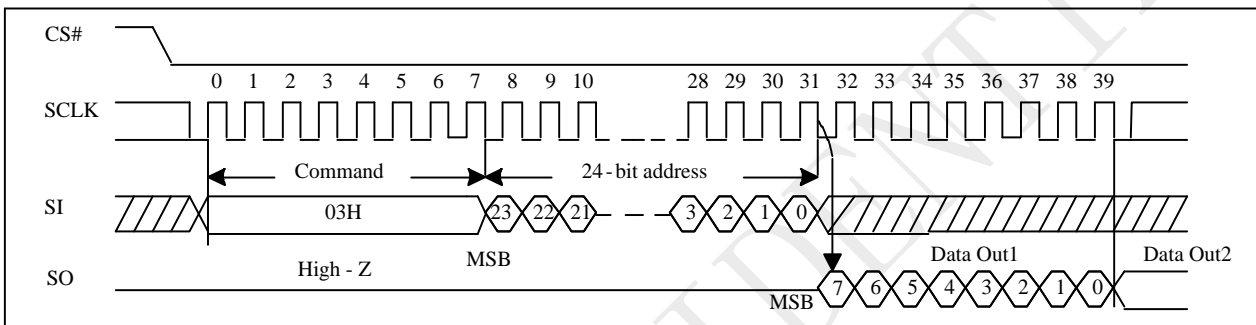 CS#
0 1 2 3 4 5 6 7 8 9 10 28 29 30 31 32 33 34 35 36 37 38 39
SCLK
Command 24-bit address
SI 03H 23 22 21 3 2 1 0
High - Z MSB Data Out1 Data Out2
SO MSB 7 6 5 4 3 2 1 0